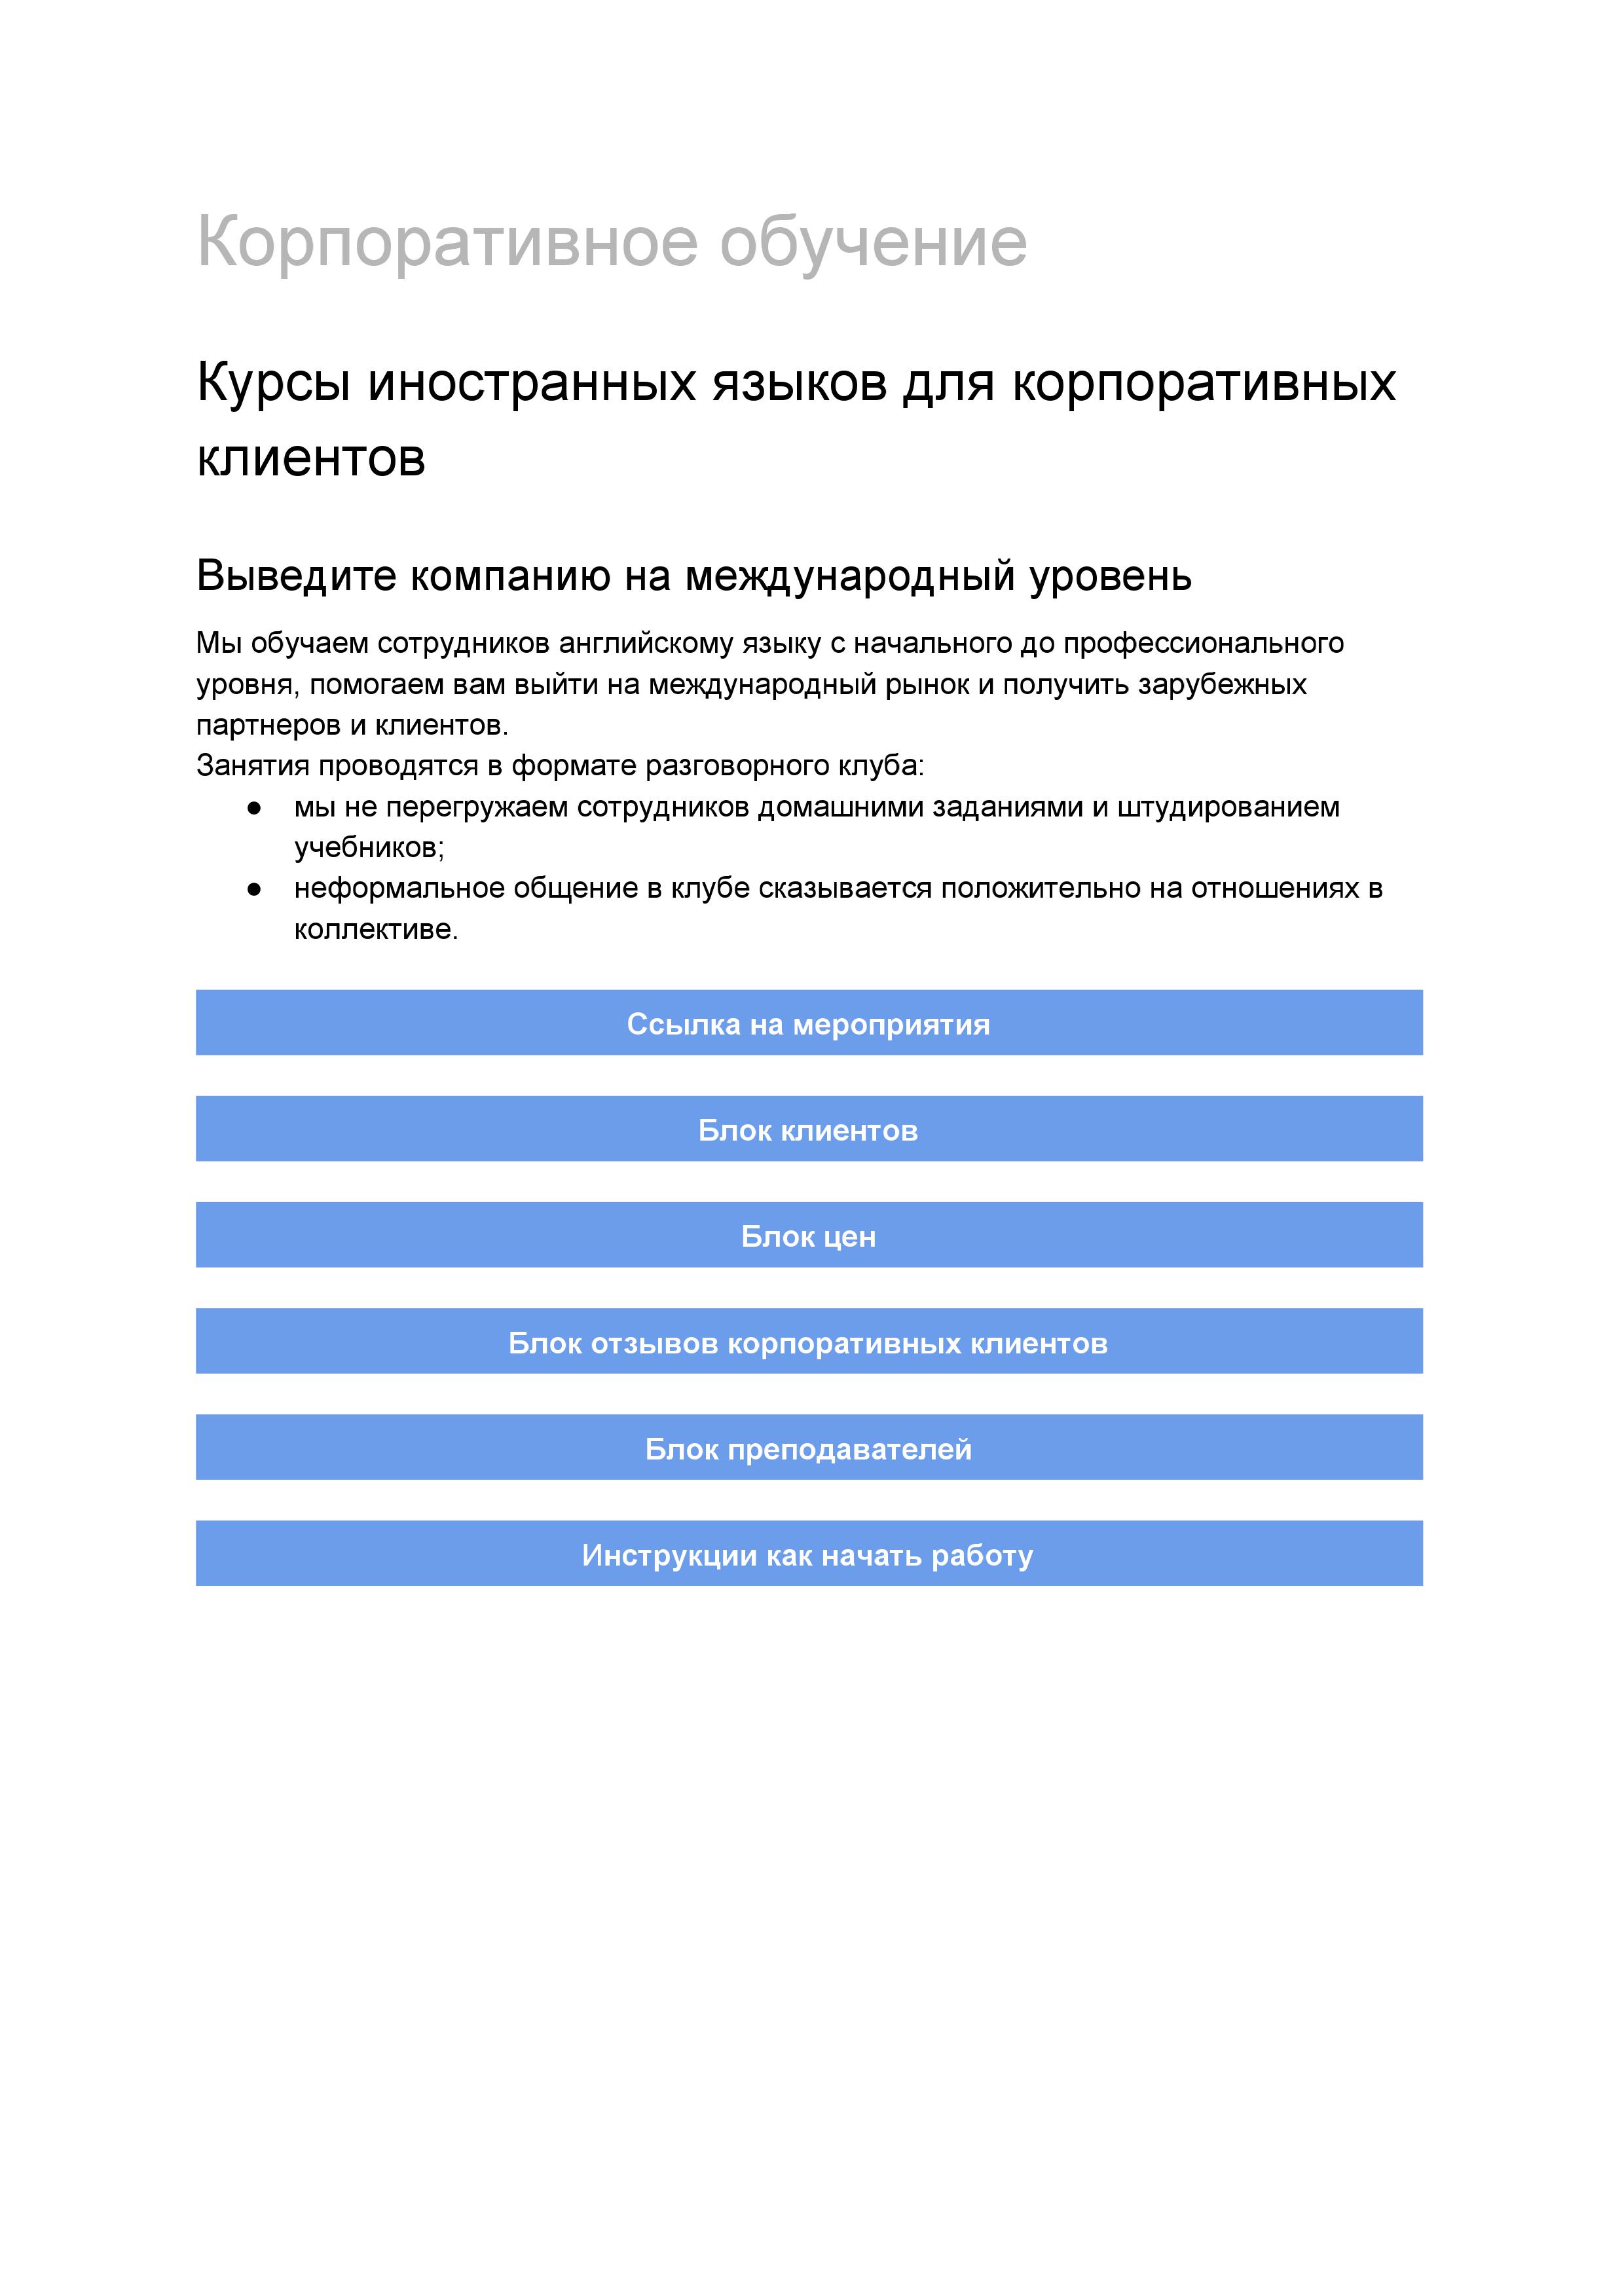 Корпоративное обучение
Курсы иностранных языков для корпоративных
клиентов
Выведите компанию на международный уровень
Мы обучаем сотрудников английскому языку с начального до профессионального
уровня, помогаем вам выйти на международный рынок и получить зарубежных
партнеров и клиентов.
Занятия проводятся в формате разговорного клуба:
● мы не перегружаем сотрудников домашними заданиями и штудированием
учебников;
● неформальное общение в клубе сказывается положительно на отношениях в
коллективе.
Ссылка на мероприятия
Блок клиентов
Блок цен
Блок отзывов корпоративных клиентов
Блок преподавателей
Инструкции как начать работу